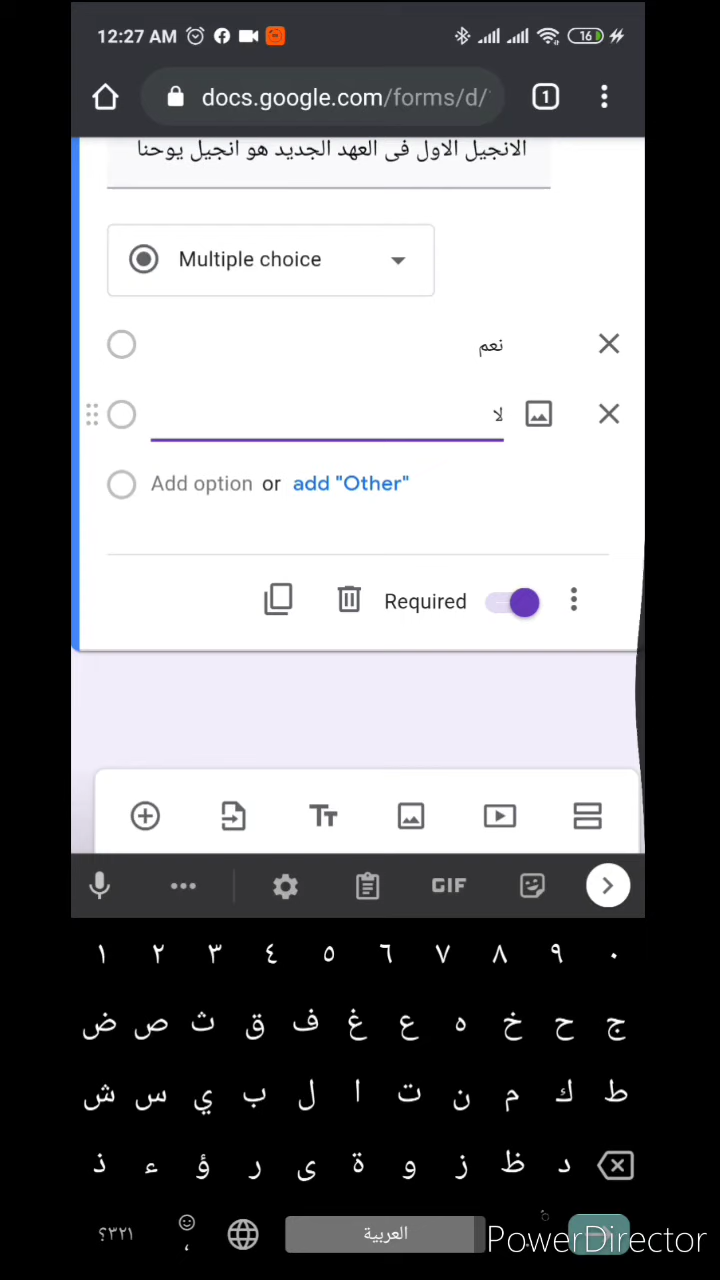 12:27 AM 16
docs.google.com/forms/d/ 1
الانجيل الاول فى العهد الجديد هو انجيل يوحنا
Multiple choice
نعم
لا
Add option or add "Other"
Required
Tт
GIF
١ ٢ ٣ ٤ ٥ ٦ ٧ ٨ ٩ ٠
ض ص ث ق ف غ ع ه خ ح ج
ش س ي ب ل ا ت ن م ك ط
ذ ء ؤ ر ى ة و ز ظ د
؟٣٢١ ، العربية .
PowerDirector